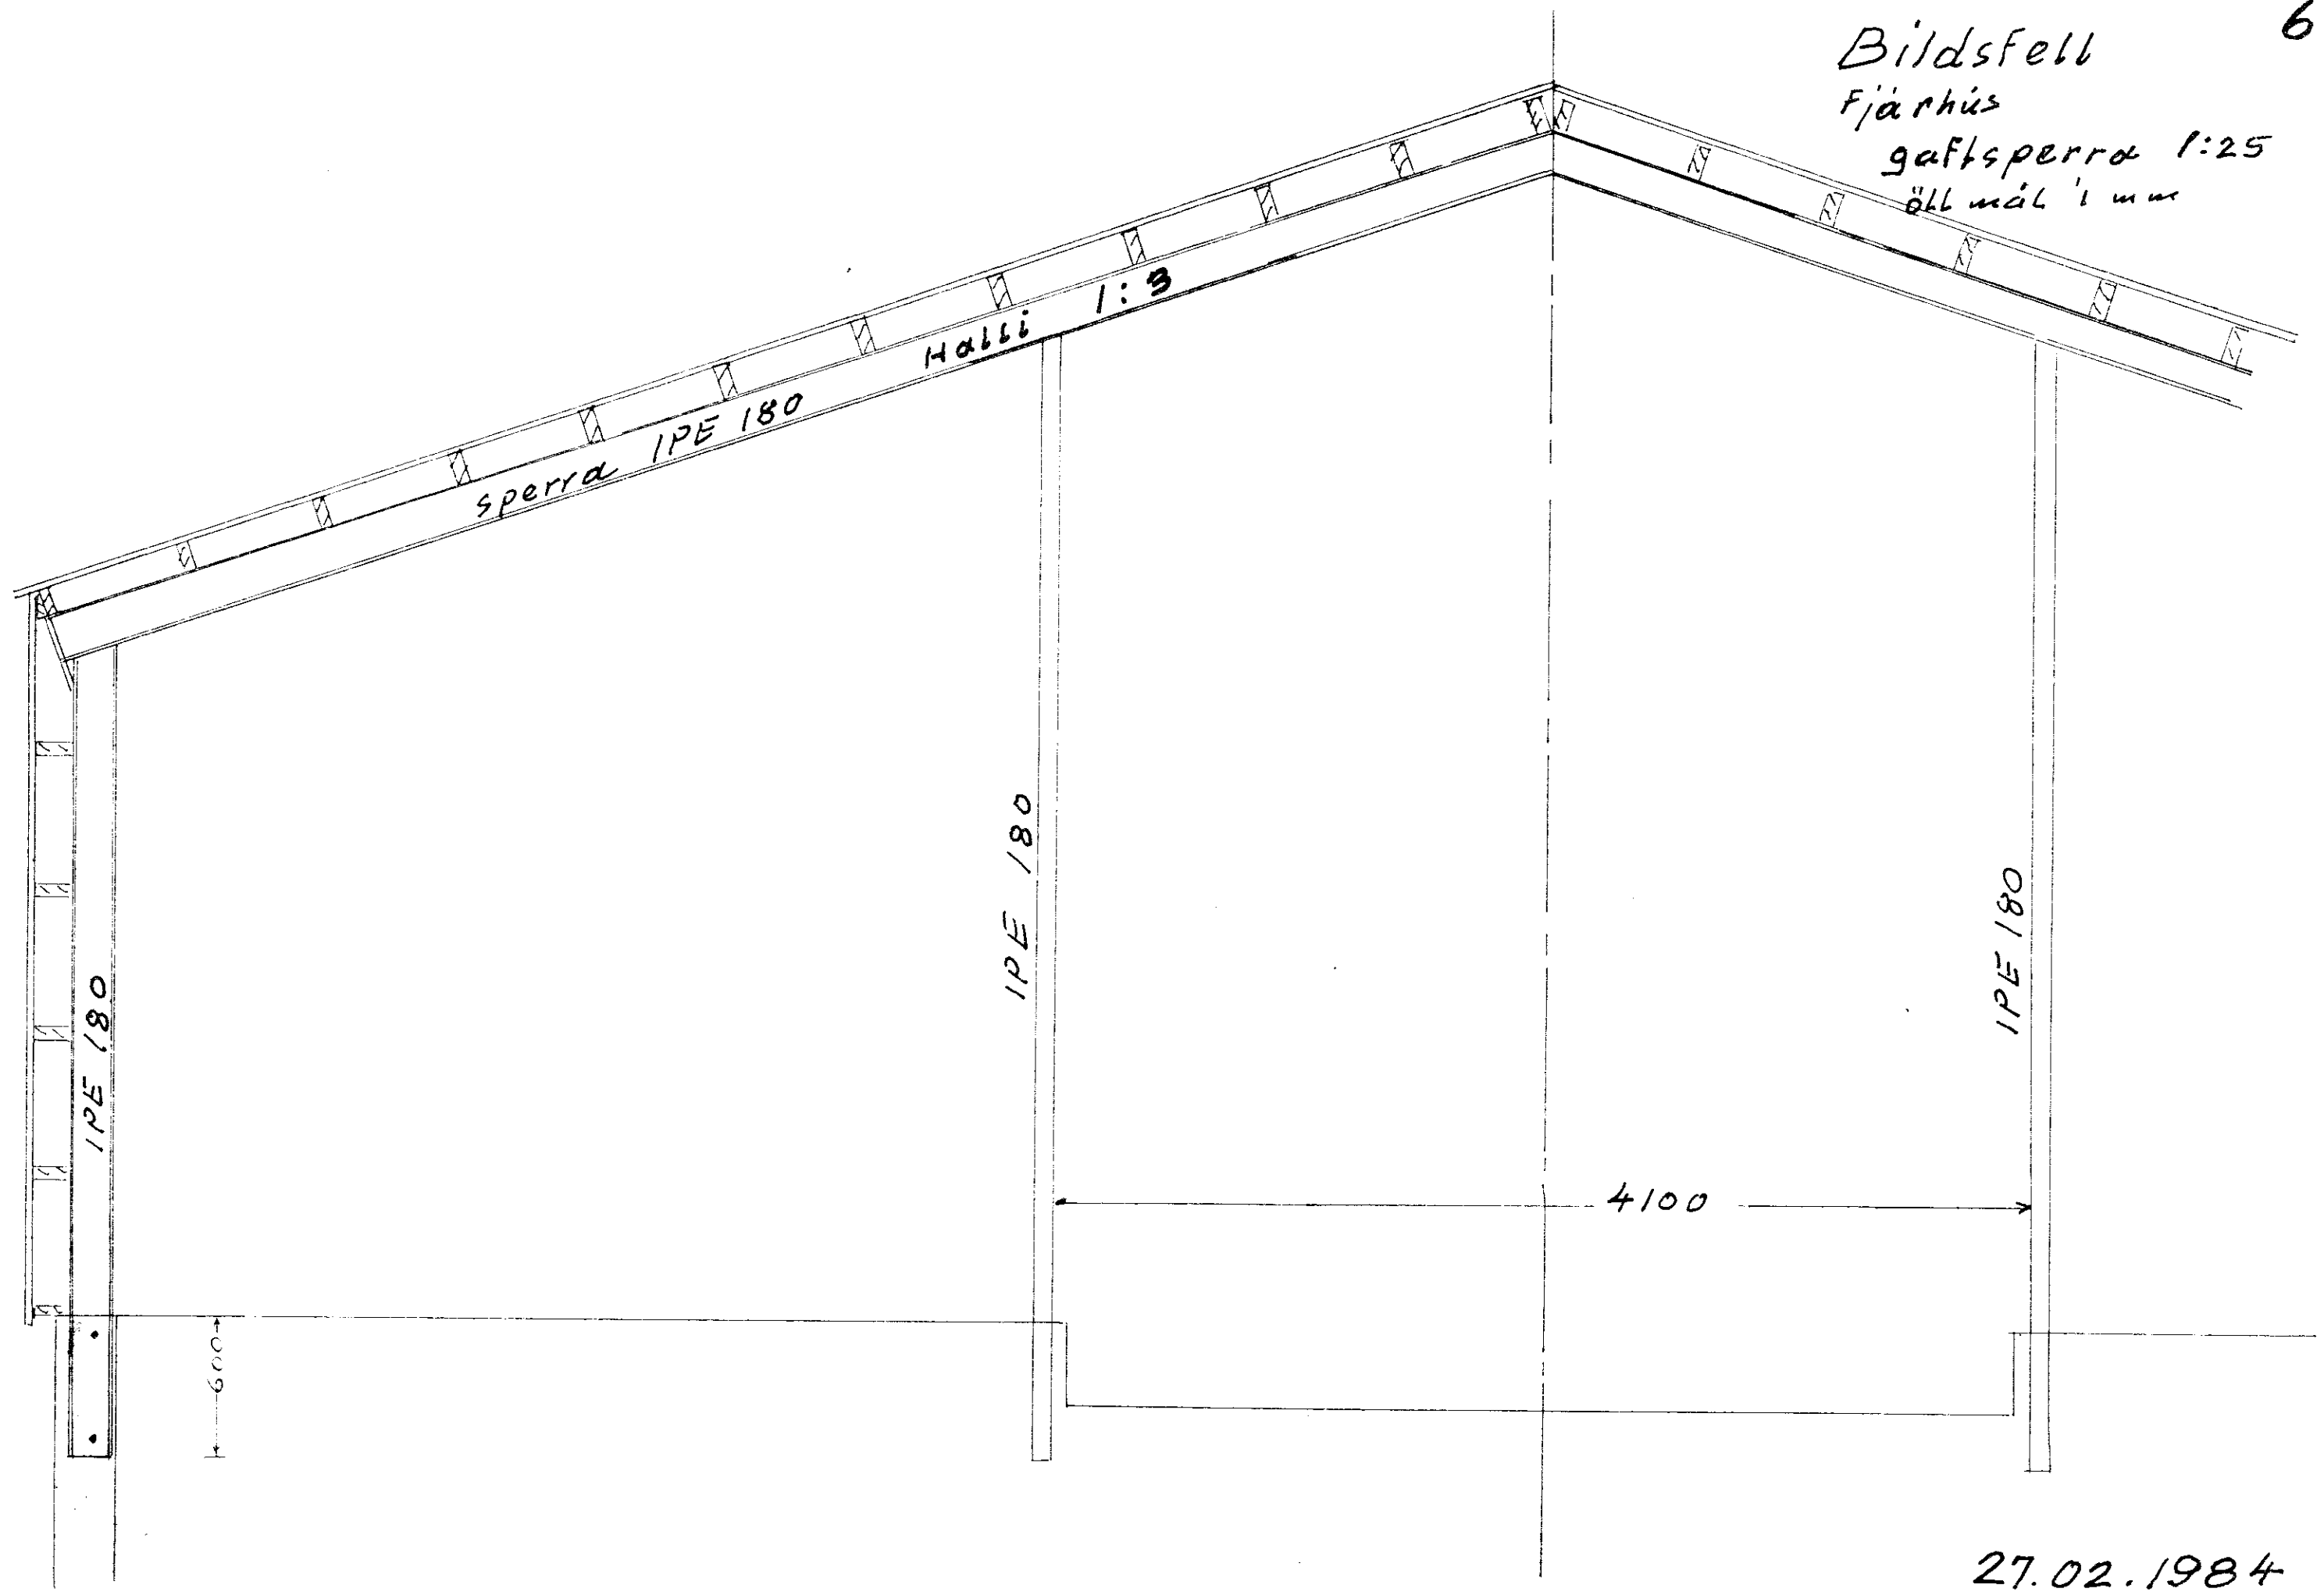 6
Bíldsfell
Fjárhús
gaflsperra 1:25
öll mál í mm
Halli 1:3
sperra IPE 180
IPE 180
IPE 180
IPE 180
4100
600
27.02.1984